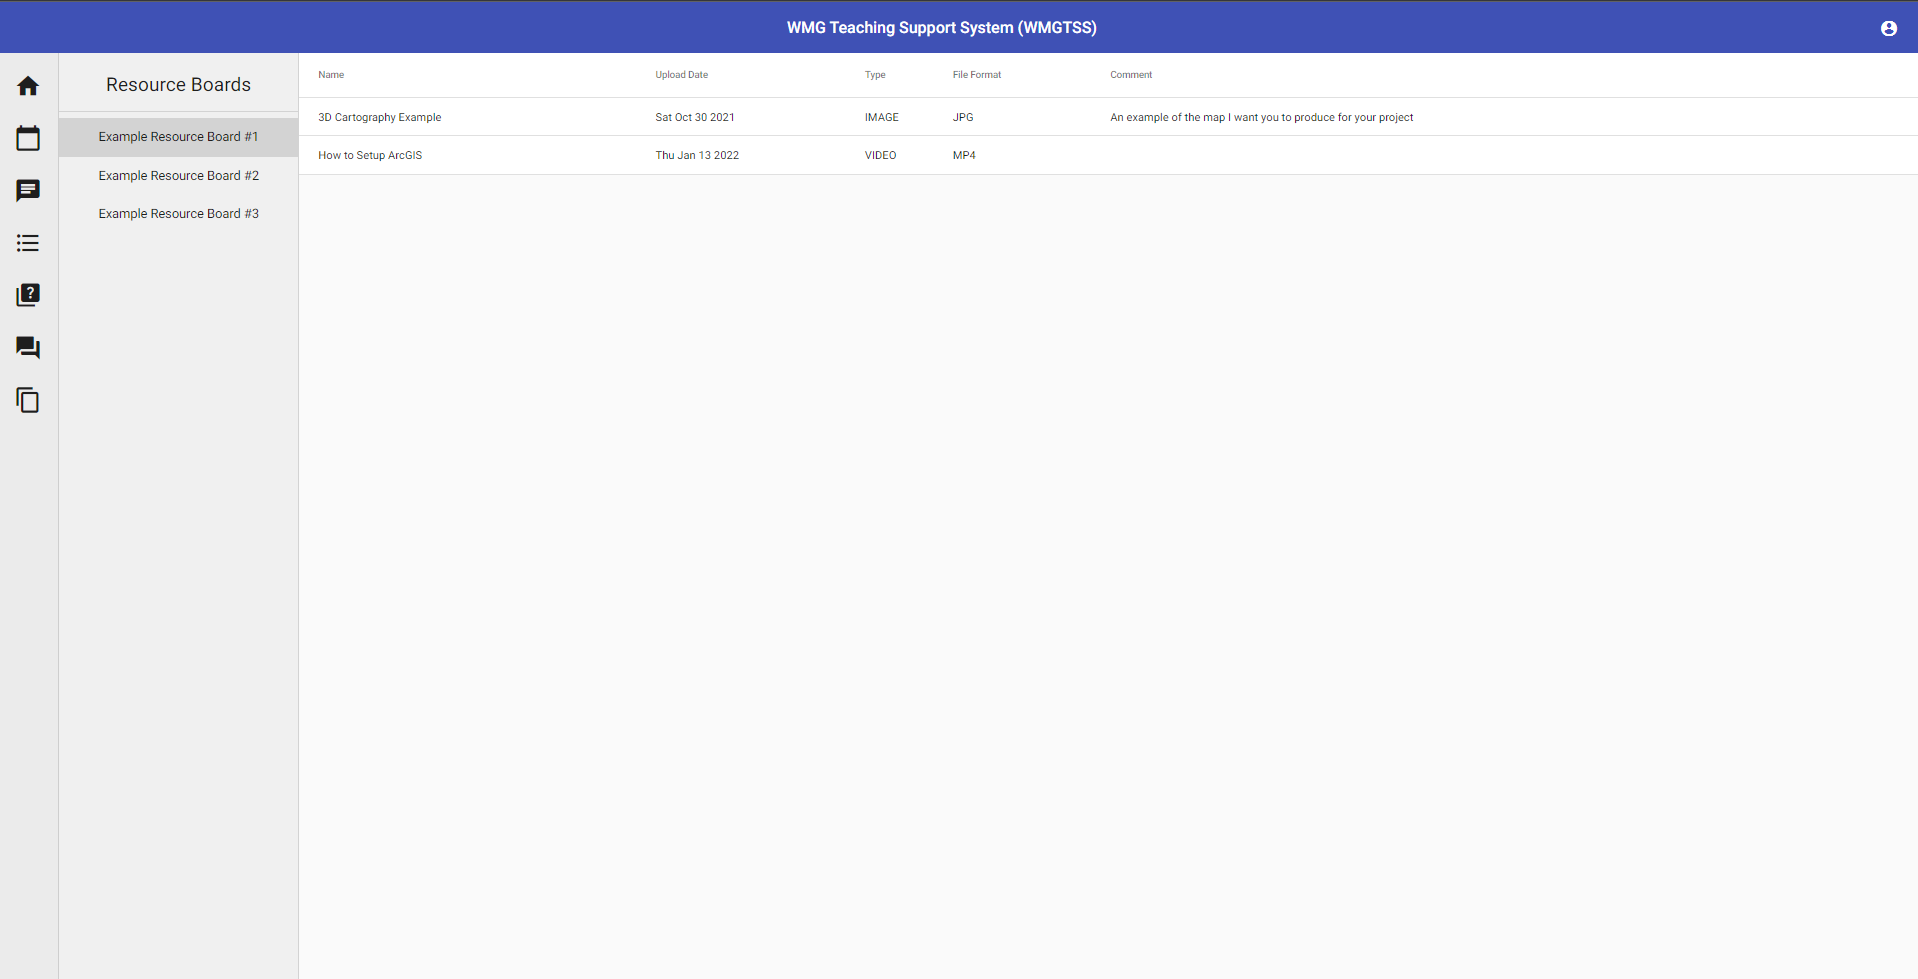 WMG Teaching Support System (WMGTSS)
Resource Boards
Example Resource Board #1
Example Resource Board #2
Example Resource Board #3
Name Upload Date Type File Format Comment
3D Cartography Example Sat Oct 30 2021 IMAGE JPG An example of the map I want you to produce for your project
How to Setup ArcGIS Thu Jan 13 2022 VIDEO MP4
?